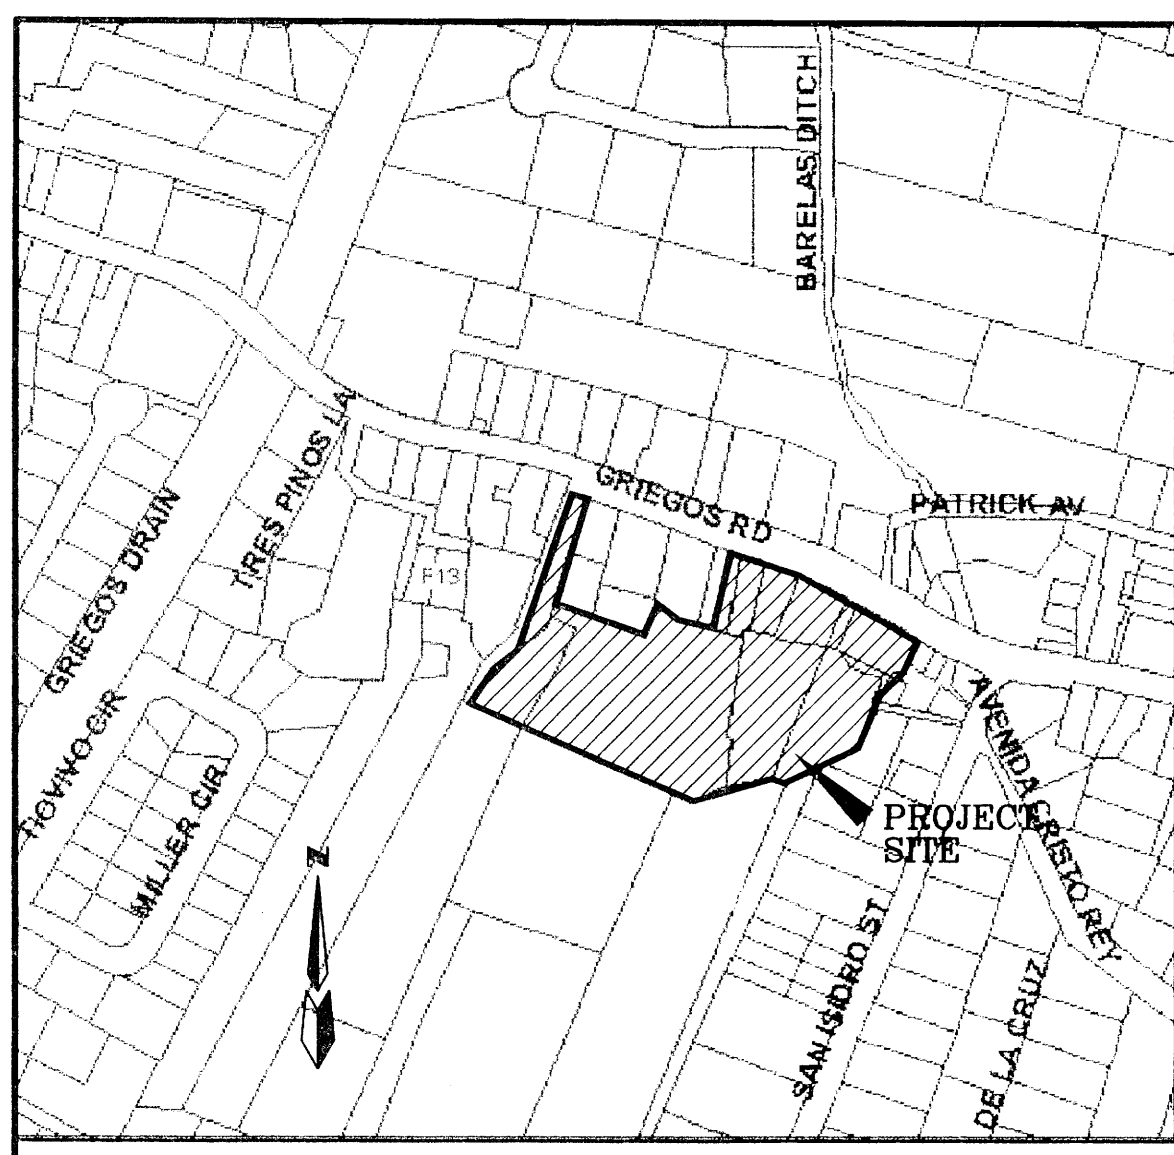 BARELAS DITCH
GRIEGOS RD
PATRICK AV
TRES PINOS LA
F13
GRIEGOS DRAIN
TIOVIVO CIR
MILLER CIR
AVENIDA CRISTO REY
PROJECT
SITE
N
SAN ISIDRO ST
DE LA CRUZ